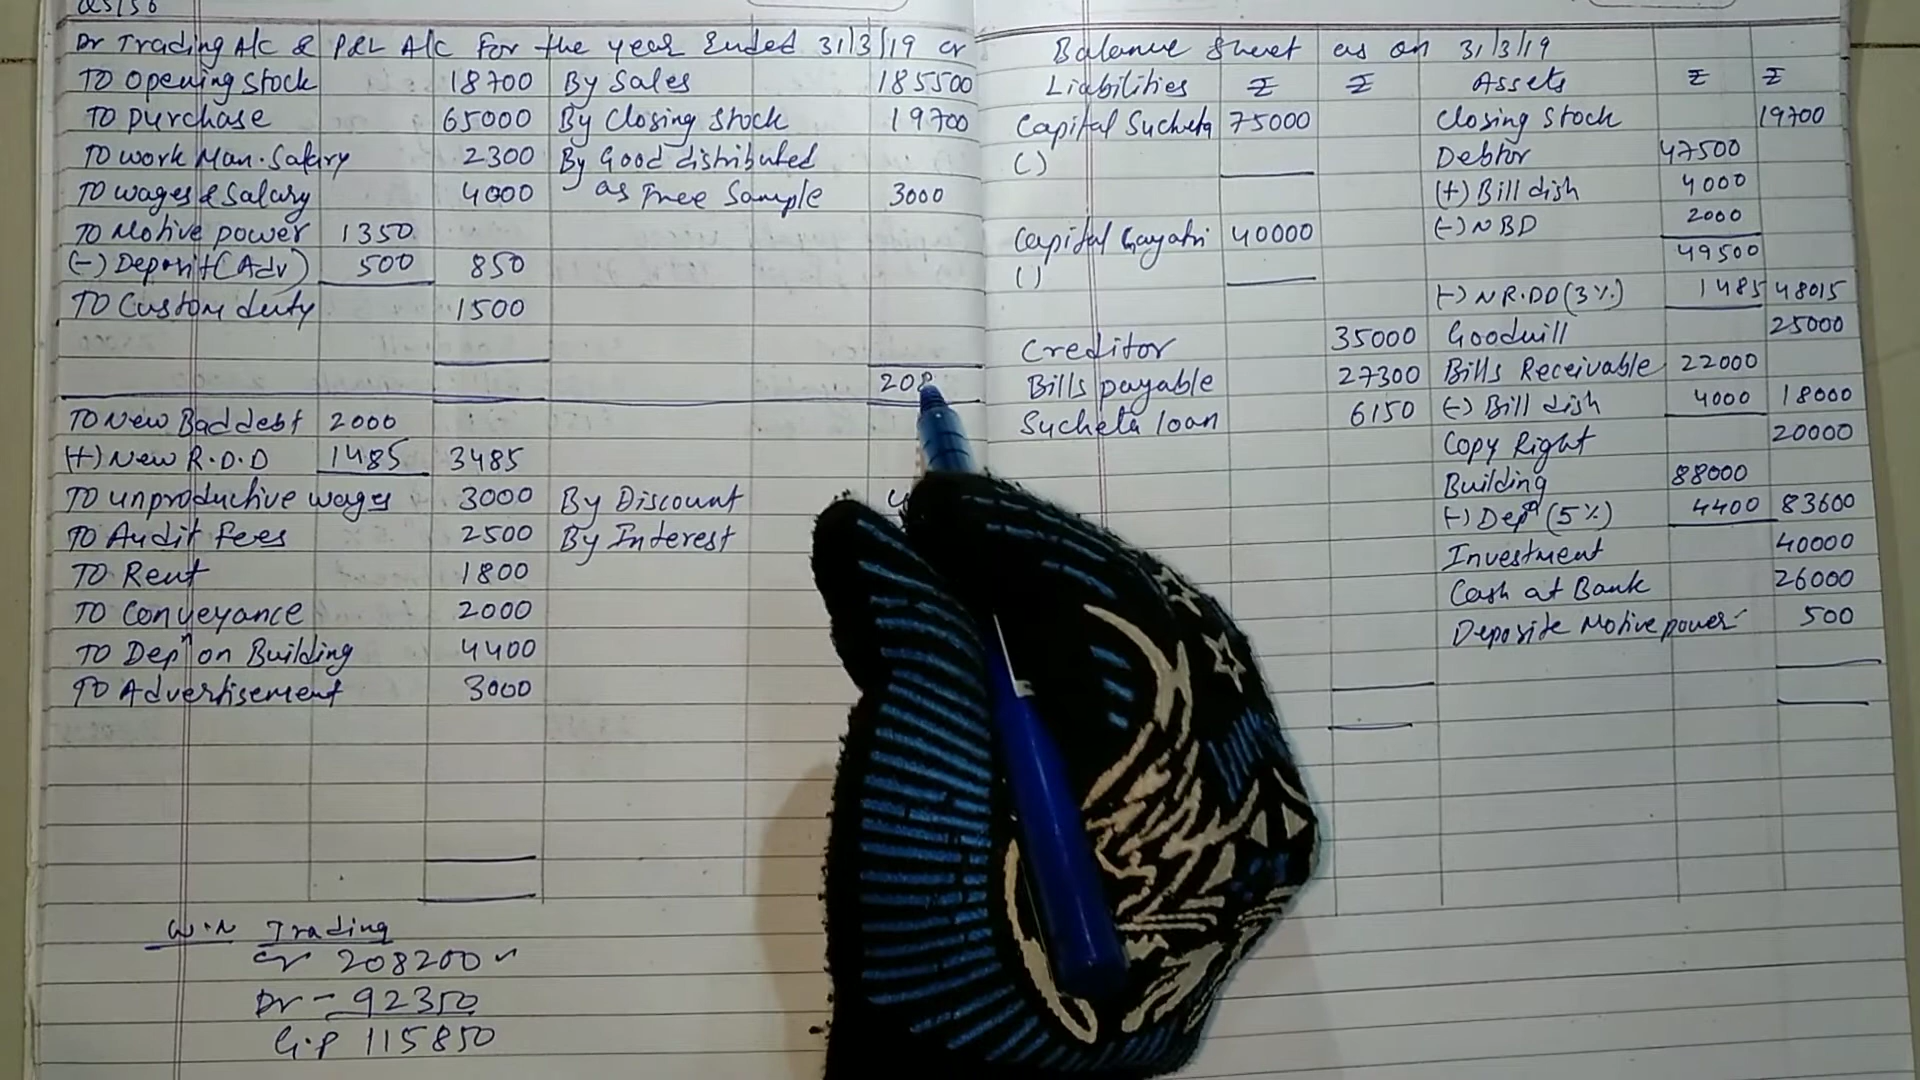 Dr Trading A/c & P&L A/c for the year Ended 31/3/19 cr
To Opening Stock 18700 By Sales 185500
To purchase 65000 By Closing Stock 19700
To work Man. Salary 2300 By Good distributed
To wages & Salary 4000 as Free Sample 3000
To Motive power 1350
(-) Deposit (Adv) 500 850
To Custom duty 1500
208
To New Bad debt 2000
(+) New R.D.D 1485 3485
To unproductive wages 3000 By Discount
To Audit Fees 2500 By Interest
To Rent 1800
To Conveyance 2000
To Depn on Building 4400
To Advertisement 3000
W.N Trading
cr 208200
Dr - 92350
G.P 115850
Balance Sheet as on 31/3/19
Liabilities ₹ ₹ Assets ₹ ₹
Capital Sucheta 75000 Closing Stock 19700
( ) Debtor 47500
(+) Bill dish 4000
Capital Gayatri 40000 (-) NBD 2000
( ) 49500
(-) N R.DD (3%) 1485 48015
Creditor 35000 Goodwill 25000
Bills payable 27300 Bills Receivable 22000
Sucheta loan 6150 (-) Bill dish 4000 18000
Copy Right 20000
Building 88000
(-) Depn (5%) 4400 83600
Investment 40000
Cash at Bank 26000
Deposite Motive power 500